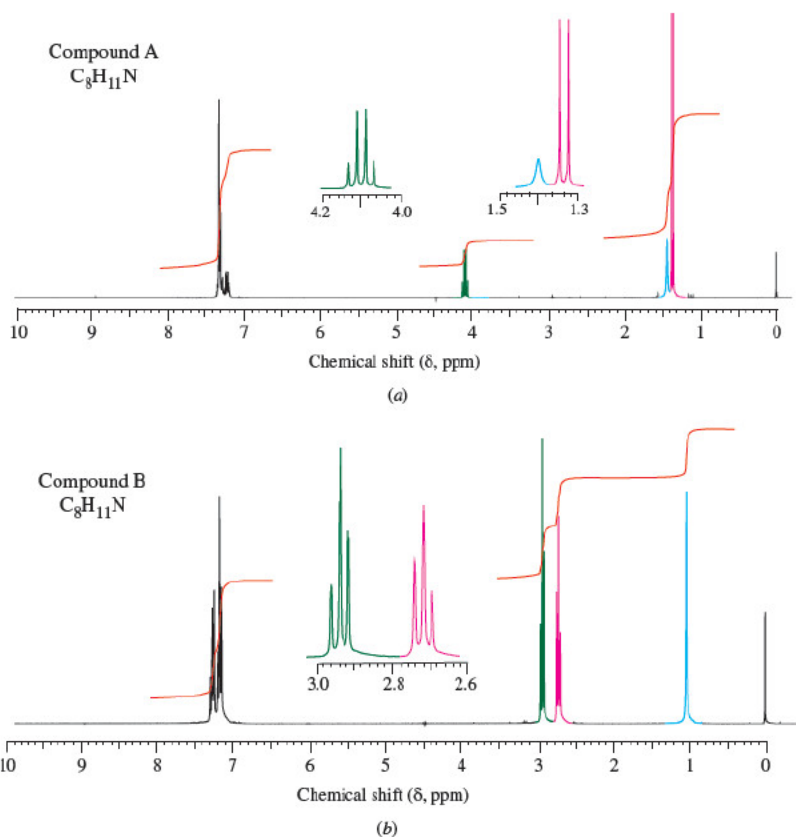 Compound A
C₈H₁₁N
4.2 4.0
1.5 1.3
10 9 8 7 6 5 4 3 2 1 0
Chemical shift (δ, ppm)
(a)
Compound B
C₈H₁₁N
3.0 2.8 2.6
10 9 8 7 6 5 4 3 2 1 0
Chemical shift (δ, ppm)
(b)